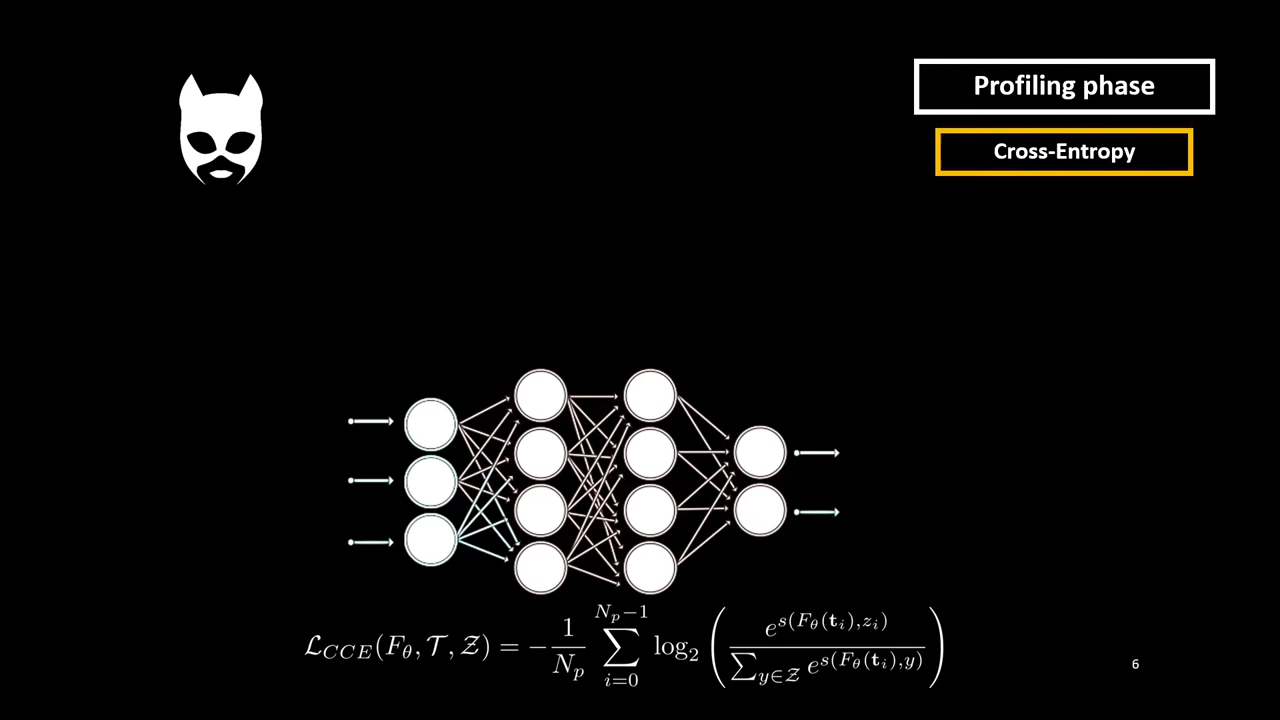 Profiling phase
Cross-Entropy
$\mathcal{L}_{CCE}(F_\theta, \mathcal{T}, \mathcal{Z}) = -\frac{1}{N_p} \sum_{i=0}^{N_p-1} \log_2 \left( \frac{e^{s(F_\theta(\mathbf{t}_i), z_i)}}{\sum_{y \in \mathcal{Z}} e^{s(F_\theta(\mathbf{t}_i), y)}} \right)$
6